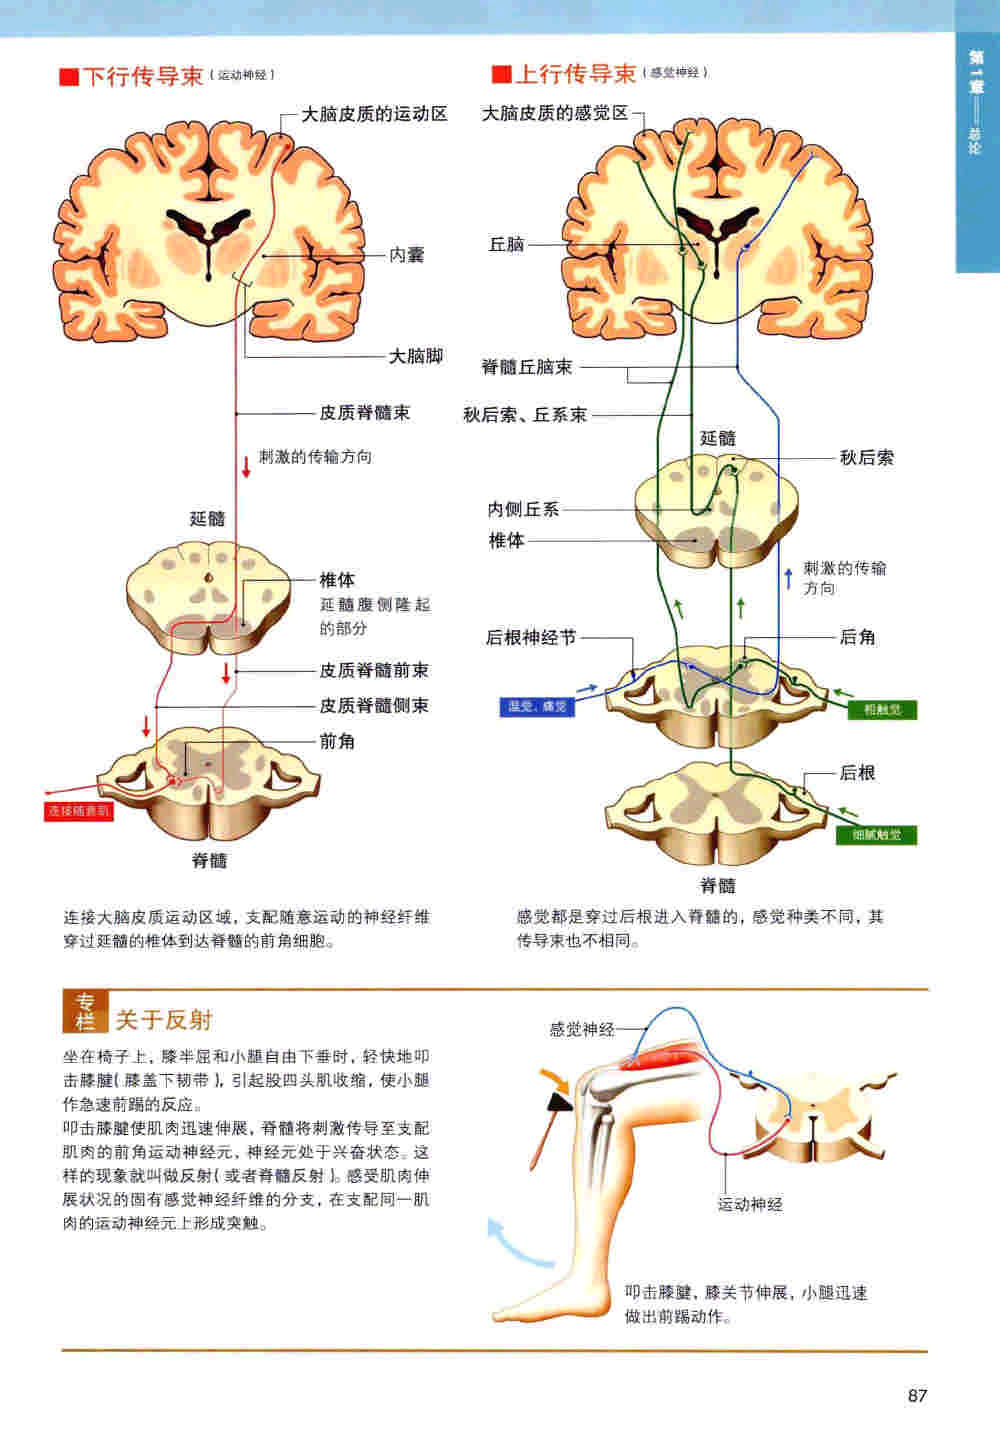 第1章——总论
■下行传导束（运动神经）
大脑皮质的运动区
内囊
大脑脚
皮质脊髓束
刺激的传输方向
延髓
椎体
延髓腹侧隆起
的部分
皮质脊髓前束
皮质脊髓侧束
前角
连接随意肌
脊髓
连接大脑皮质运动区域，支配随意运动的神经纤维
穿过延髓的椎体到达脊髓的前角细胞。
■上行传导束（感觉神经）
大脑皮质的感觉区
丘脑
脊髓丘脑束
秋后索、丘系束
延髓
秋后索
内侧丘系
椎体
刺激的传输
方向
后根神经节
后角
温觉、痛觉
粗触觉
后根
细腻触觉
脊髓
感觉都是穿过后根进入脊髓的，感觉种类不同，其
传导束也不相同。
专栏
关于反射
坐在椅子上，膝半屈和小腿自由下垂时，轻快地叩
击膝腱（膝盖下韧带），引起股四头肌收缩，使小腿
作急速前踢的反应。
叩击膝腱使肌肉迅速伸展，脊髓将刺激传导至支配
肌肉的前角运动神经元，神经元处于兴奋状态。这
样的现象就叫做反射（或者脊髓反射）。感受肌肉伸
展状况的固有感觉神经纤维的分支，在支配同一肌
肉的运动神经元上形成突触。
感觉神经
运动神经
叩击膝腱，膝关节伸展，小腿迅速
做出前踢动作。
87